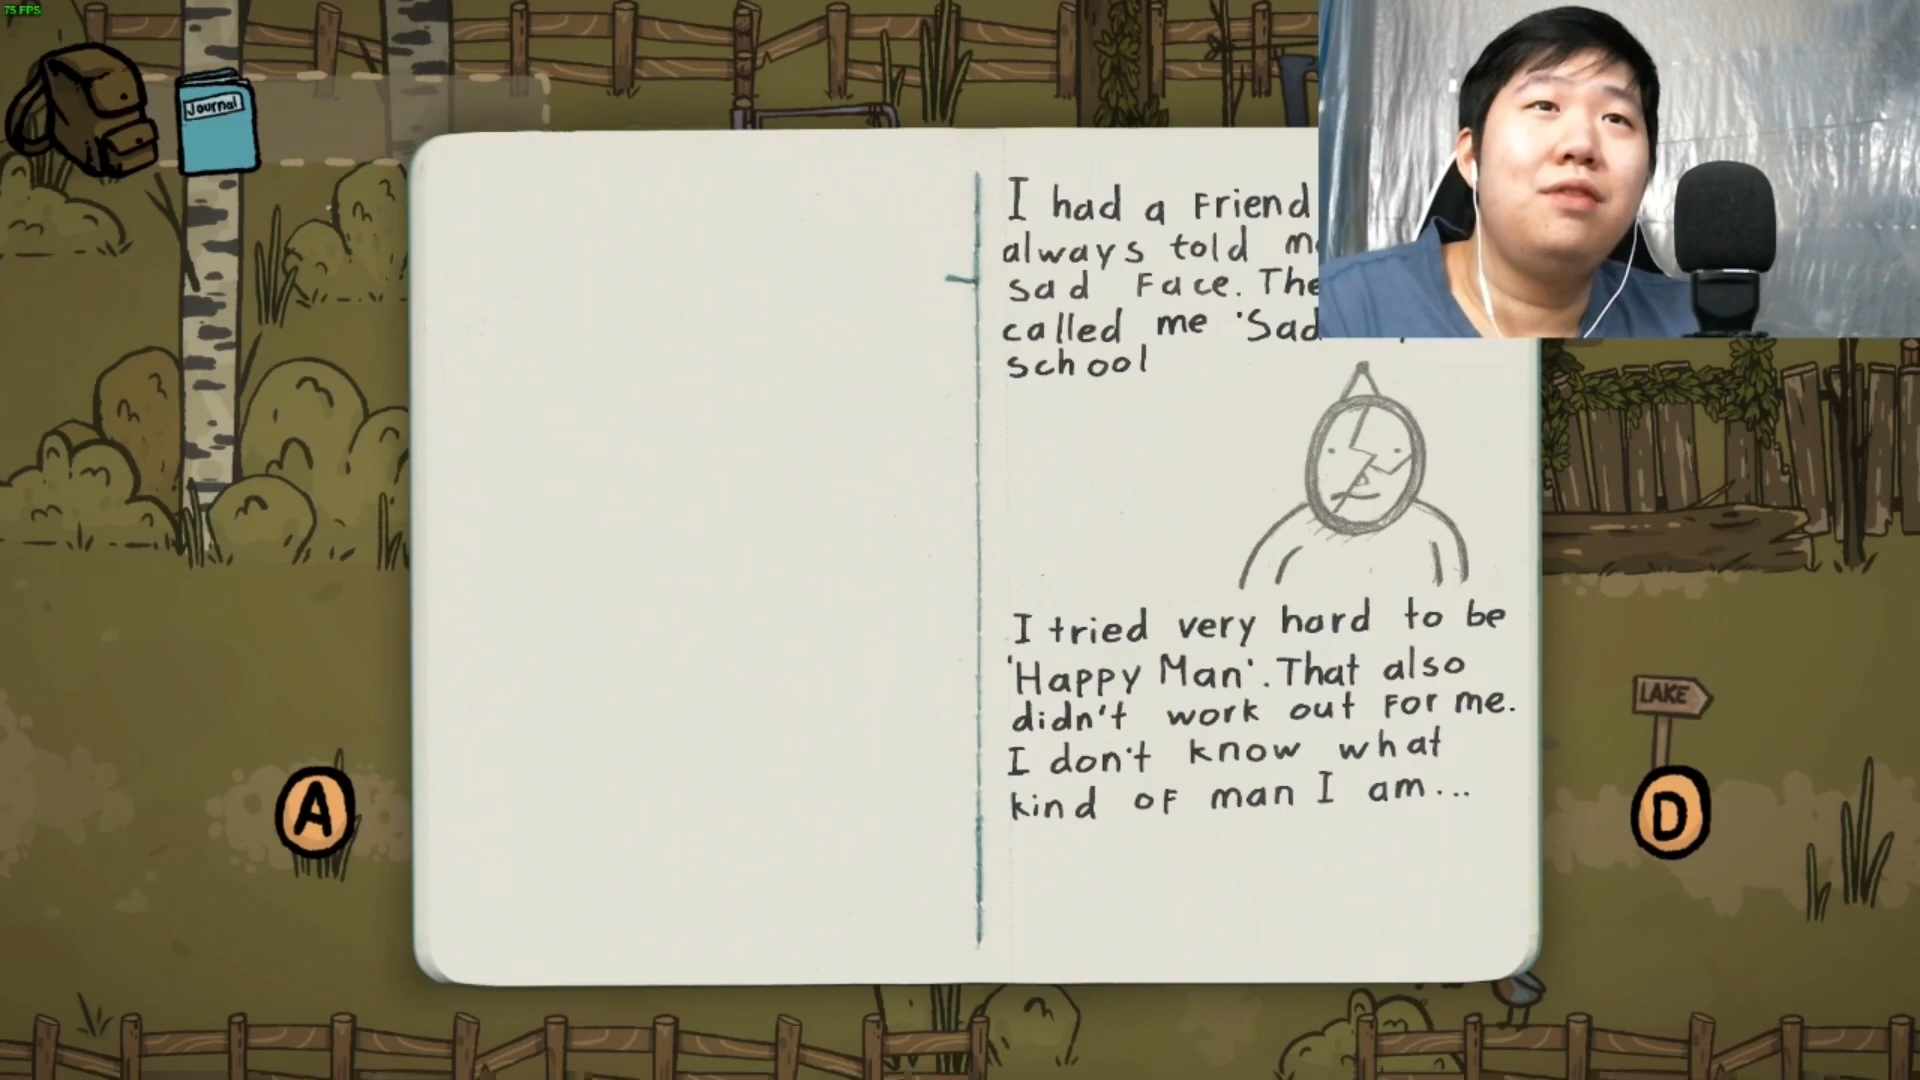 75 FPS
Journal
I had a Friend
always told
sad Face.
called me 'Sad
school
I tried very hard to be
'Happy Man'. That also
didn't work out For me.
I don't know what
kind OF man I am...
LAKE
A
D